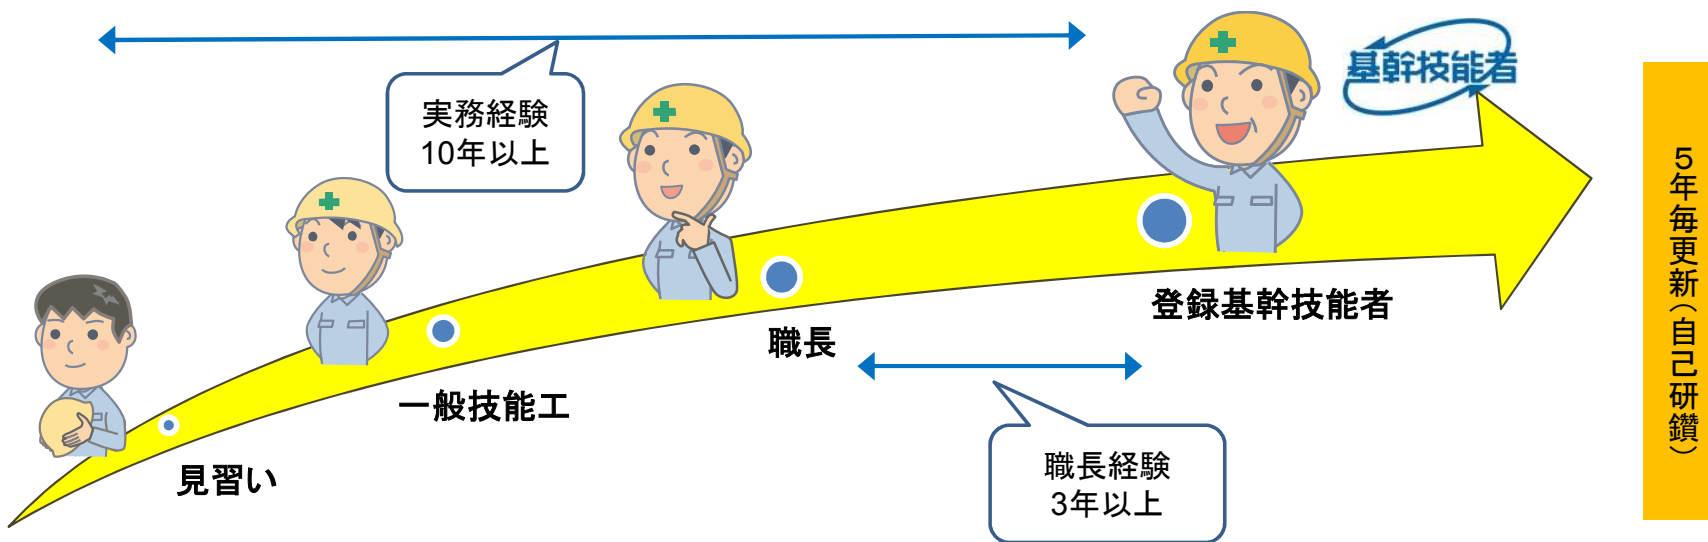 実務経験
10年以上
基幹技能者
見習い
一般技能工
職長
登録基幹技能者
職長経験
3年以上
５年毎更新（自己研鑽）